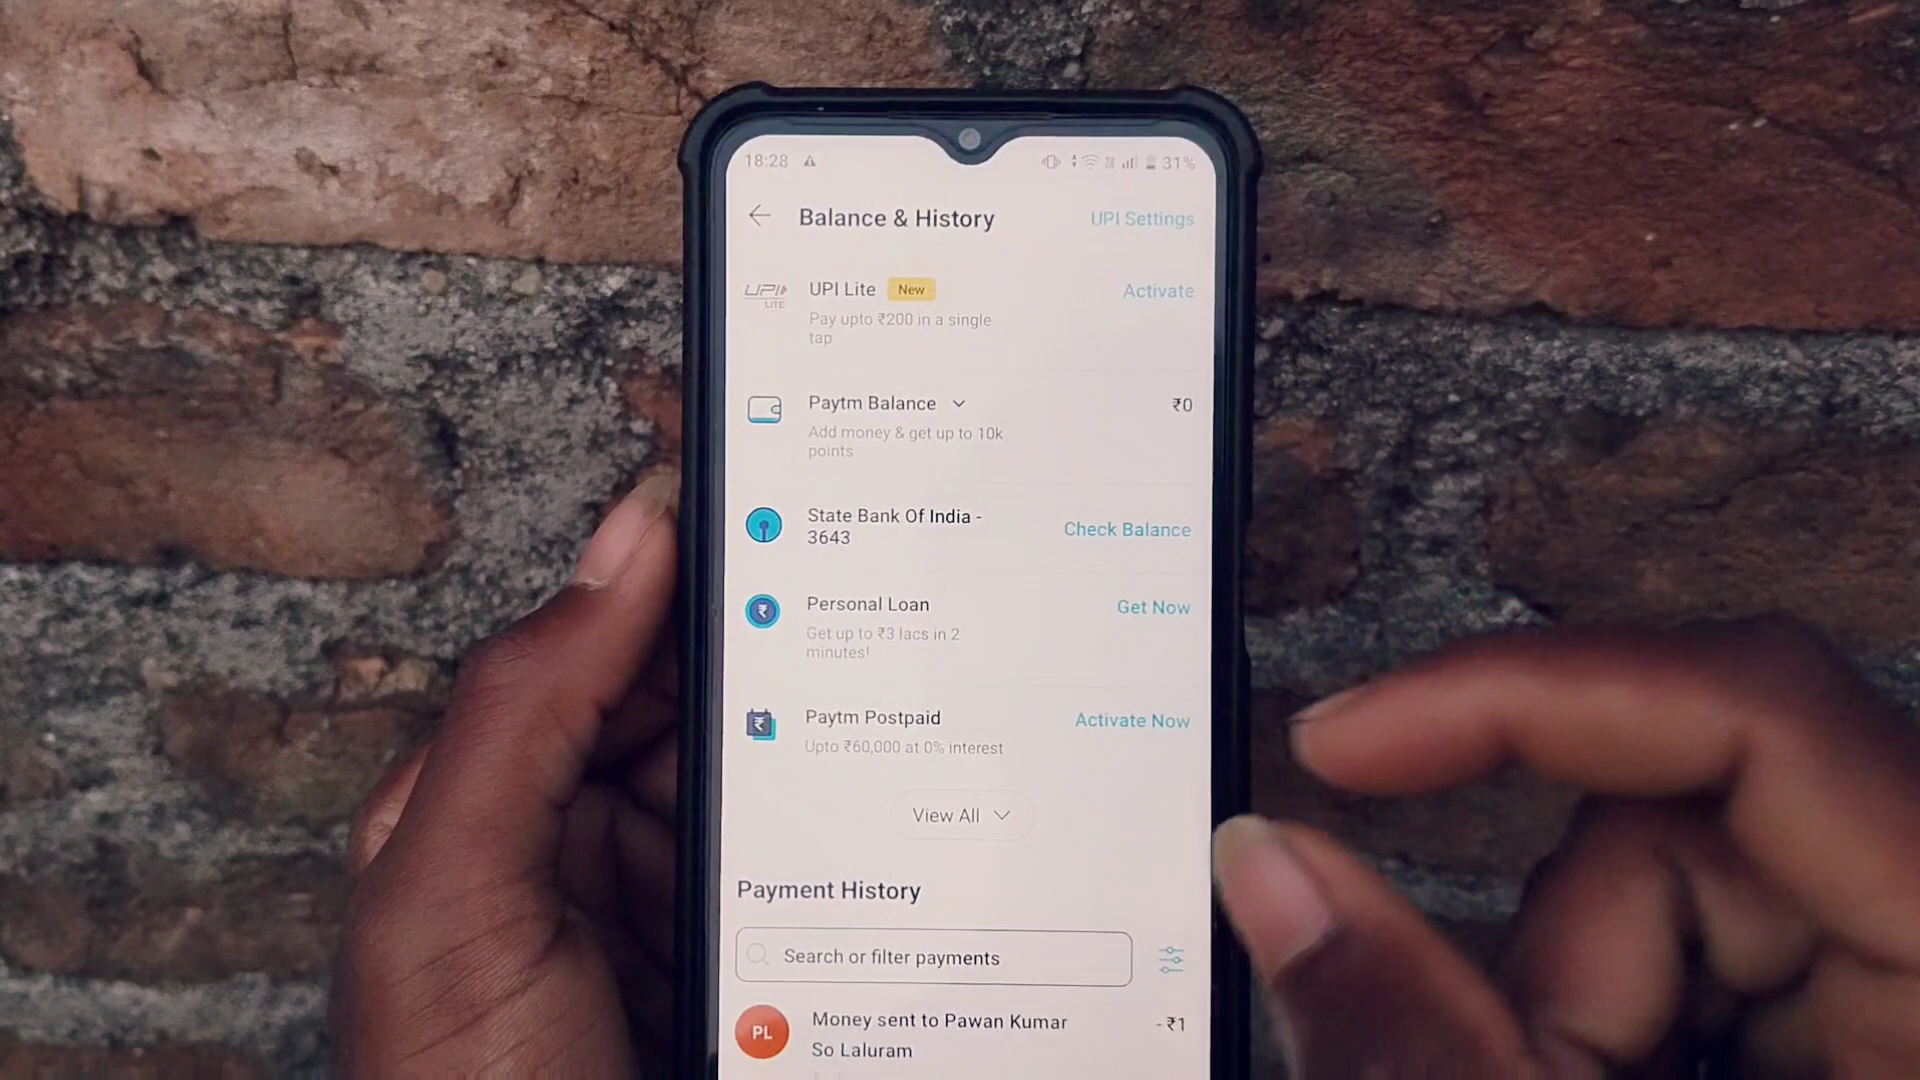 18:28
31%
Balance & History
UPI Settings
UPI LITE
UPI Lite
New
Activate
Pay upto ₹200 in a single
tap
Paytm Balance
₹0
Add money & get up to 10k
points
State Bank Of India -
3643
Check Balance
₹
Personal Loan
Get Now
Get up to ₹3 lacs in 2
minutes!
₹
Paytm Postpaid
Activate Now
Upto ₹60,000 at 0% interest
View All
Payment History
Search or filter payments
PL
Money sent to Pawan Kumar
- ₹1
So Laluram